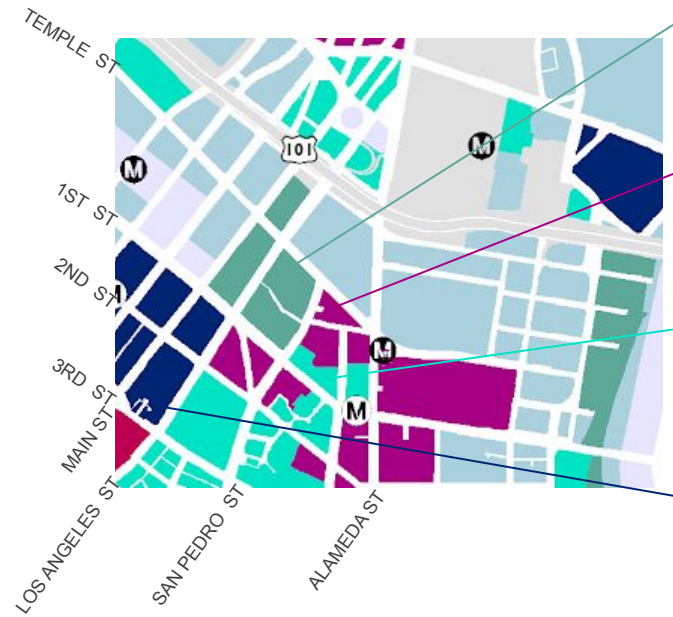 TEMPLE ST
101
M
M
1ST ST
2ND ST
M
M
3RD ST
M
MAIN ST
LOS ANGELES ST
SAN PEDRO ST
ALAMEDA ST